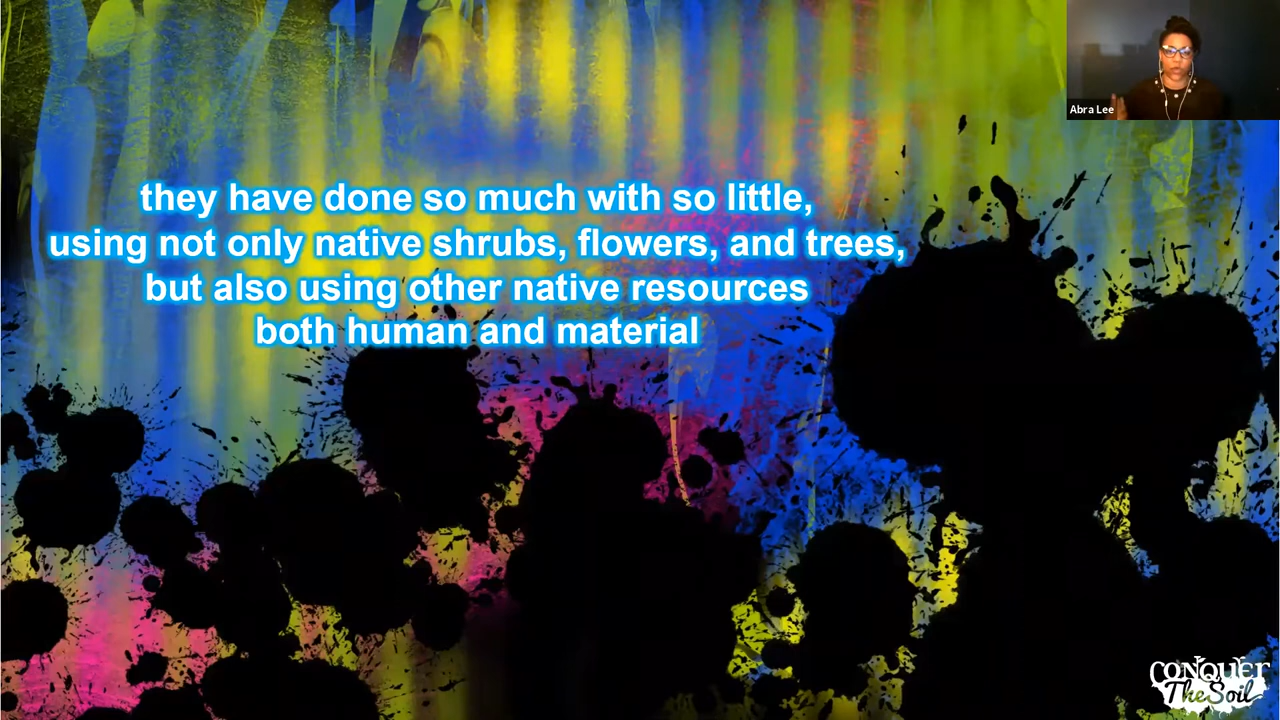 Abra Lee
they have done so much with so little,
using not only native shrubs, flowers, and trees,
but also using other native resources
both human and material
CONQUER
The Soil